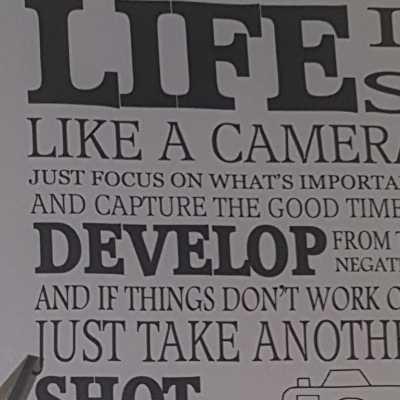 LIFE I
S
LIKE A CAMERA
JUST FOCUS ON WHAT'S IMPORTA
AND CAPTURE THE GOOD TIME
DEVELOP FROM T
NEGATI
AND IF THINGS DON'T WORK O
JUST TAKE ANOTH
SHOT